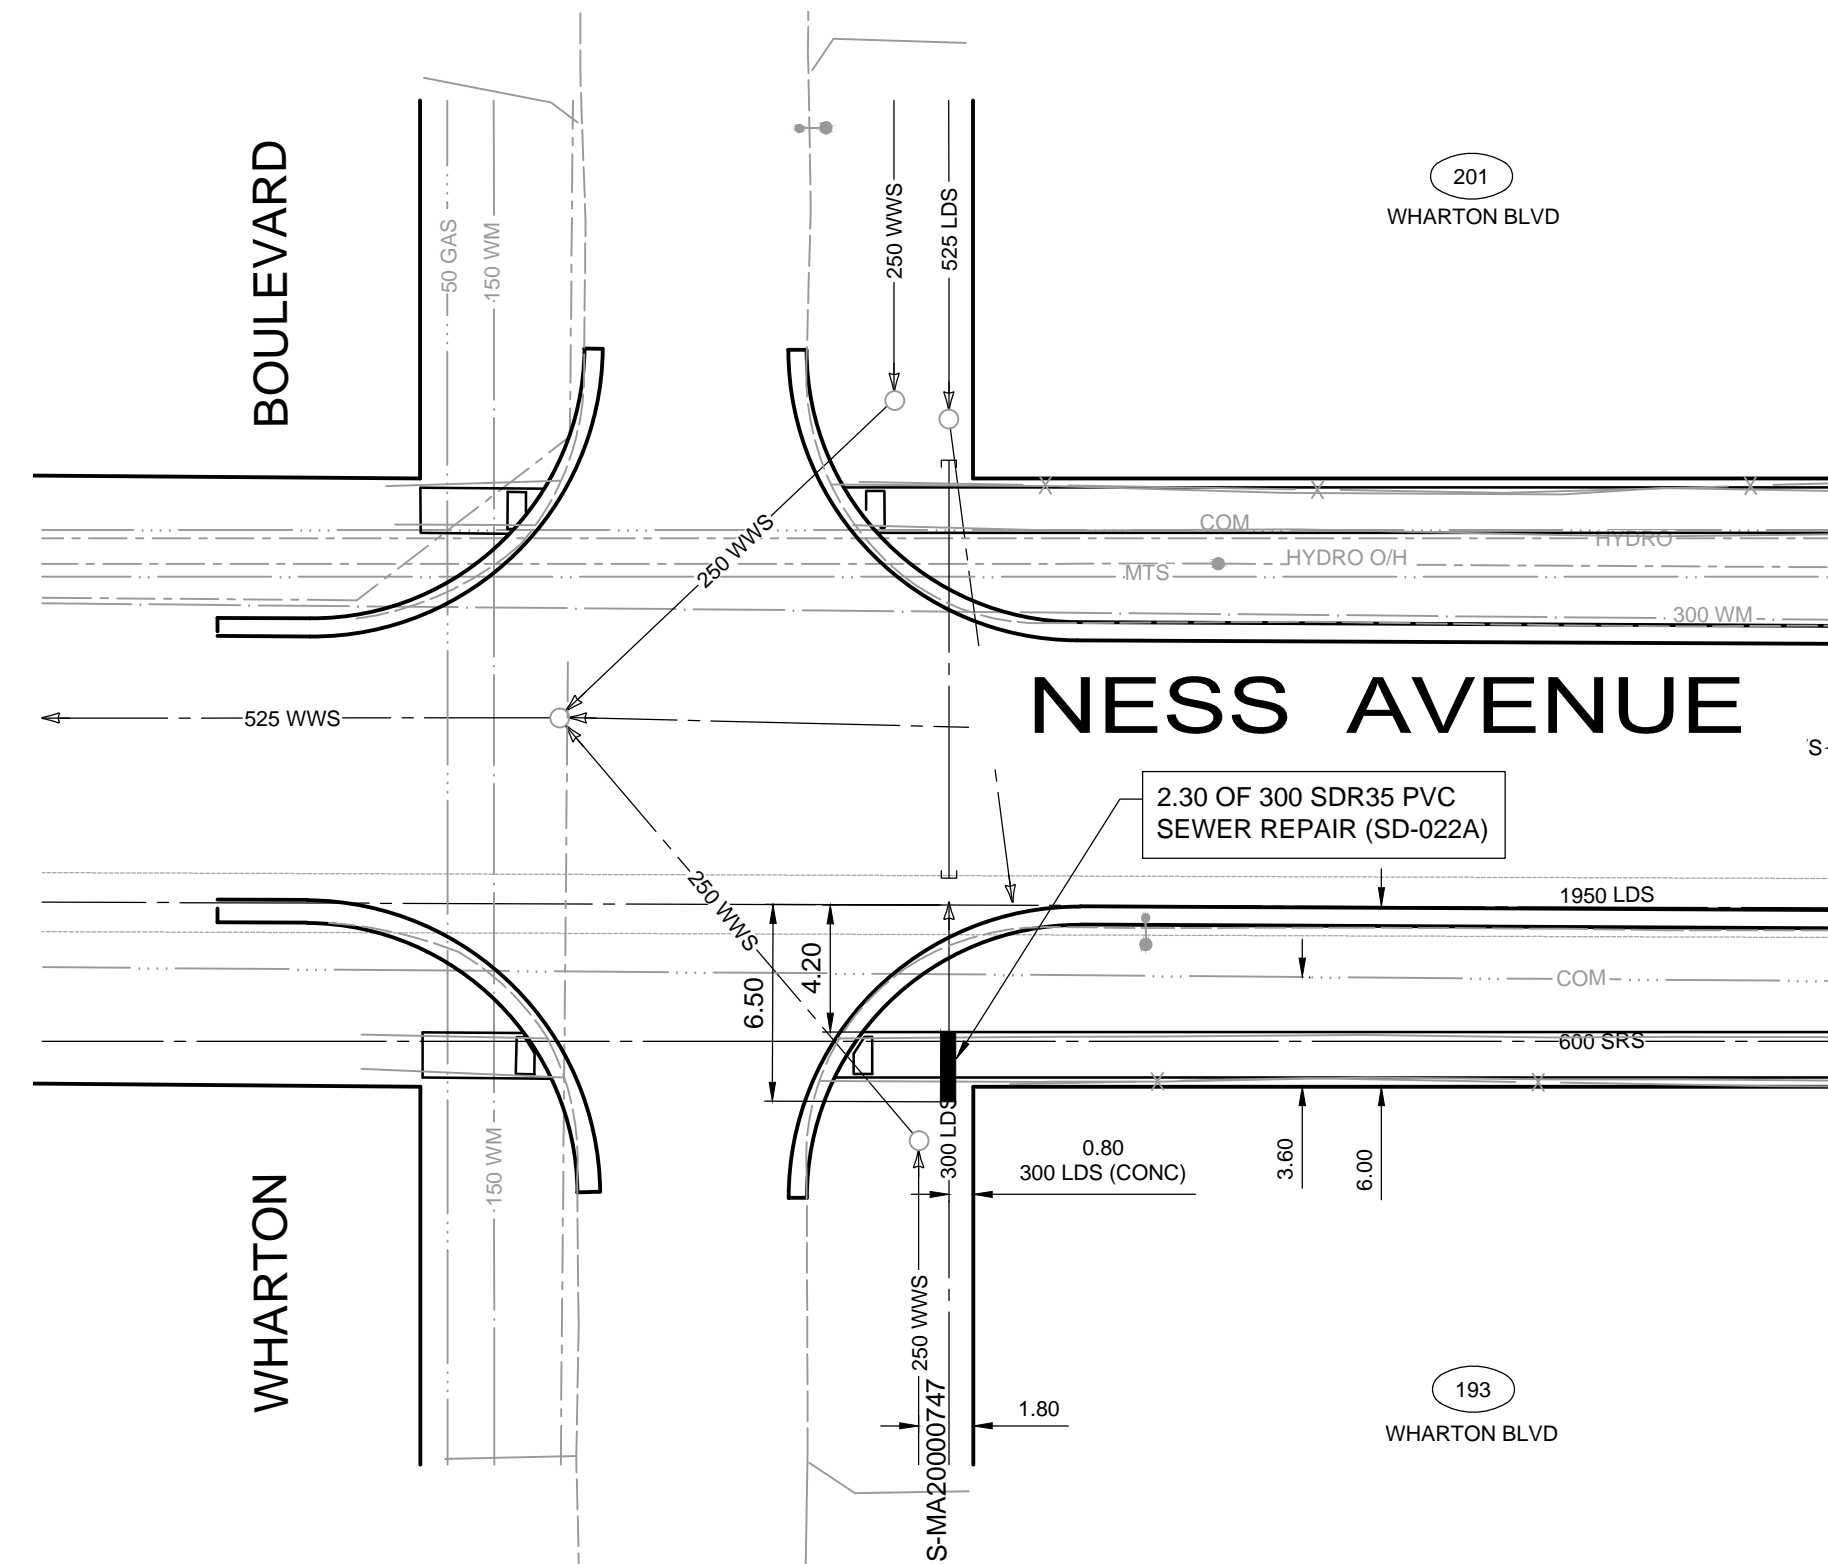 BOULEVARD
50 GAS
150 WM
250 WWS
525 LDS
201
WHARTON BLVD
250 WWS
COM
HYDRO
HYDRO O/H
MTS
300 WM
NESS AVENUE
525 WWS
2.30 OF 300 SDR35 PVC
SEWER REPAIR (SD-022A)
250 WWS
1950 LDS
6.50
4.20
COM
600 SRS
WHARTON
150 WM
300 LDS
0.80
300 LDS (CONC)
3.60
6.00
250 WWS
S-MA20000747
1.80
193
WHARTON BLVD